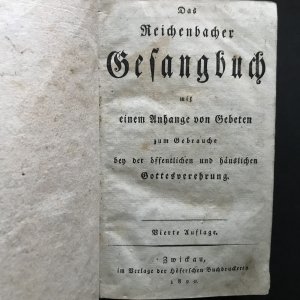 Das
Reichenbacher
Gesangbuch
mit
einem Anhange von Gebeten
zum Gebrauche
bey der öffentlichen und häuslichen
Gottesverehrung.
Vierte Auflage.
Zwickau,
im Verlage der Höferschen Buchdruckerey